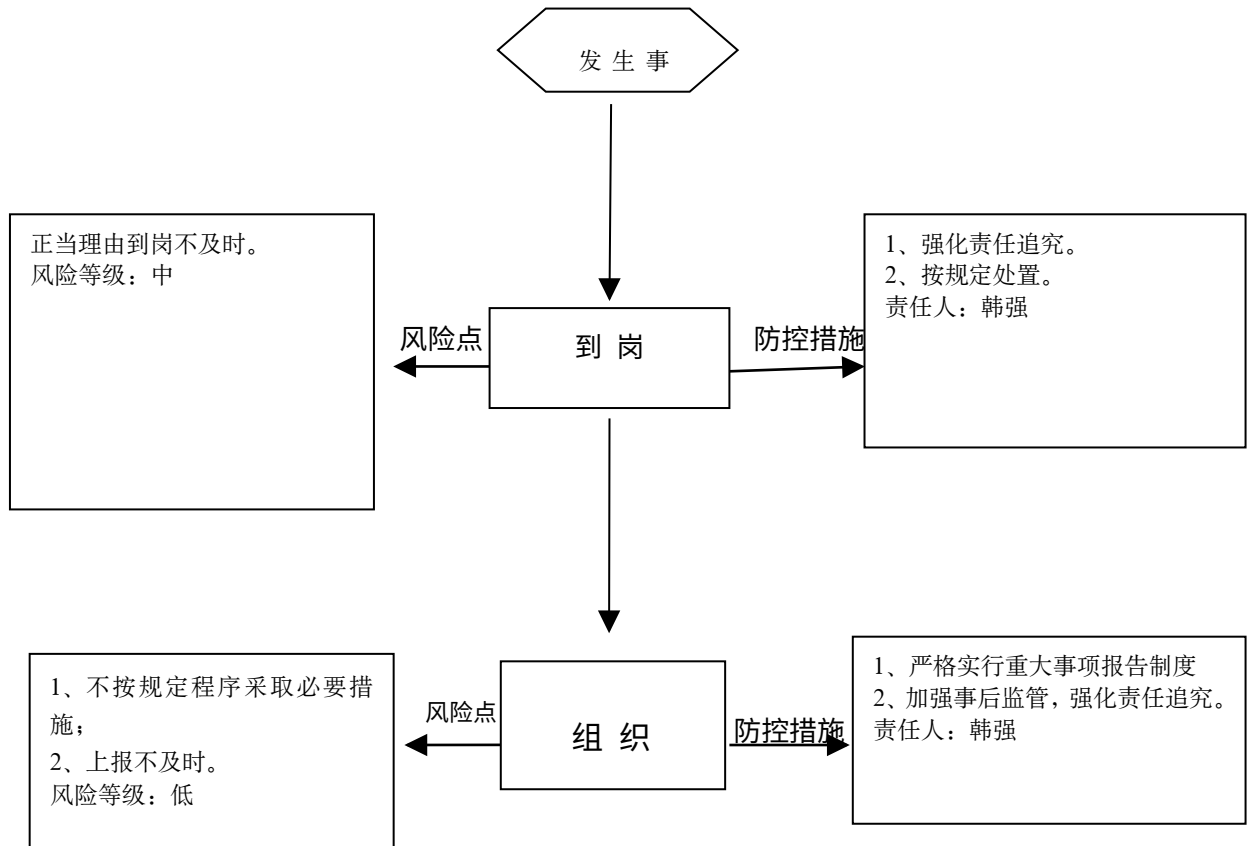 发 生 事
正当理由到岗不及时。
风险等级：中
风险点
到 岗
防控措施
1、强化责任追究。
2、按规定处置。
责任人：韩强
1、不按规定程序采取必要措
施；
2、上报不及时。
风险等级：低
风险点
组 织
防控措施
1、严格实行重大事项报告制度
2、加强事后监管，强化责任追究。
责任人：韩强